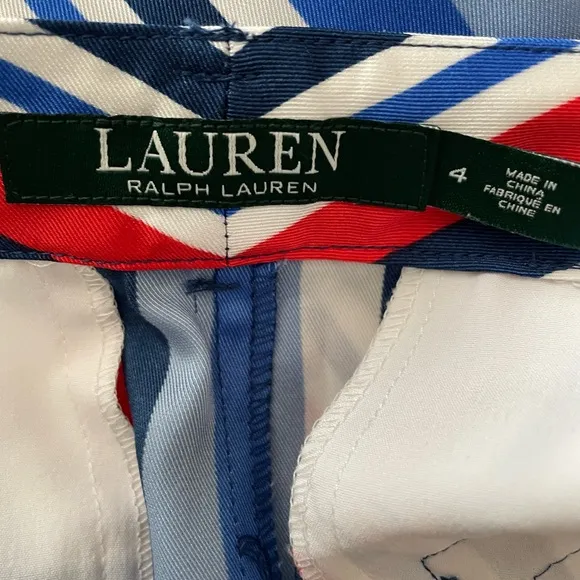 LAUREN
RALPH LAUREN
4
MADE IN
CHINA
FABRIQUÉ EN
CHINE